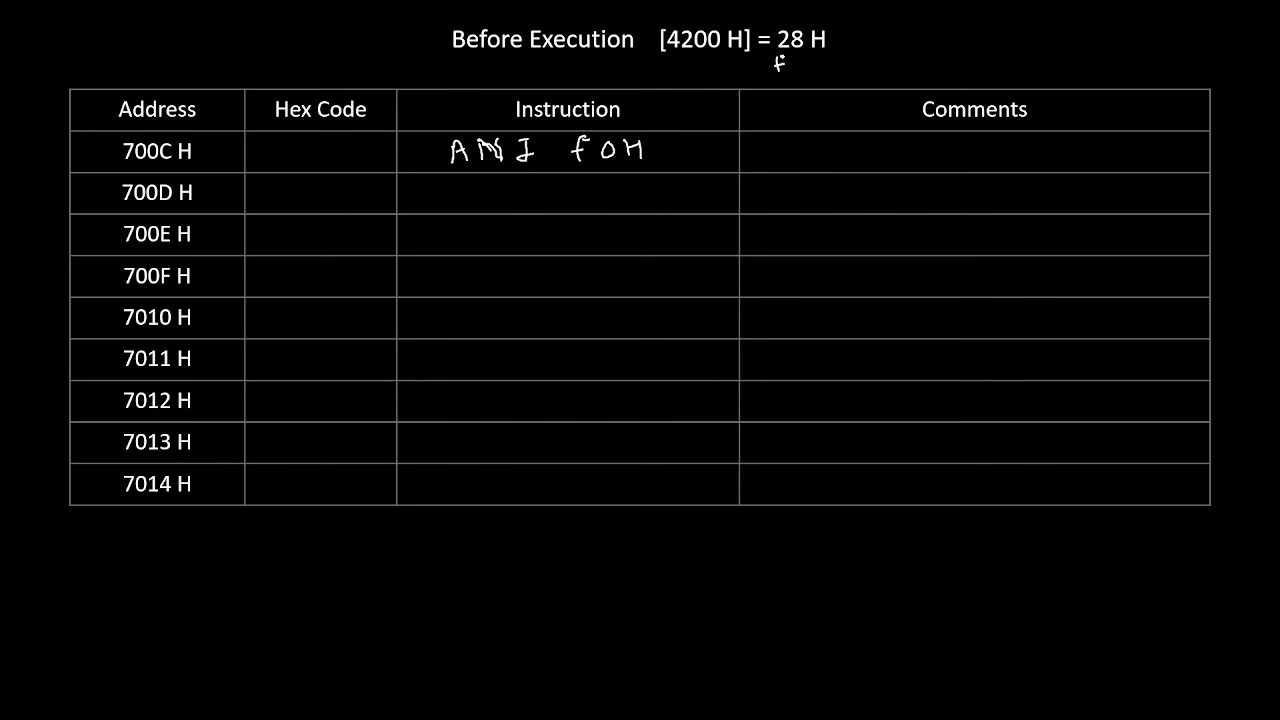 Before Execution [4200 H] = 28 H
F
Address Hex Code Instruction Comments
700C H ANI F0H
700D H
700E H
700F H
7010 H
7011 H
7012 H
7013 H
7014 H